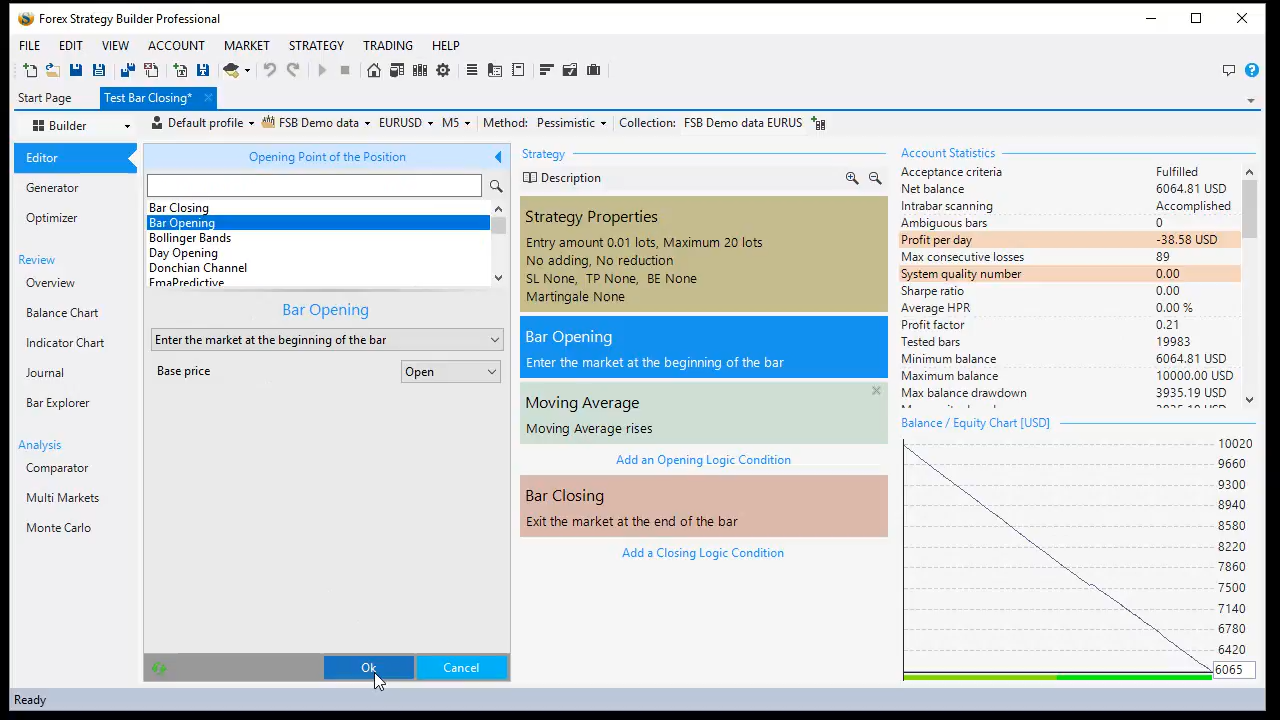 Forex Strategy Builder Professional
FILE EDIT VIEW ACCOUNT MARKET STRATEGY TRADING HELP
Start Page Test Bar Closing*
Builder Default profile FSB Demo data EURUSD M5 Method: Pessimistic Collection: FSB Demo data EURUS
Editor
Generator
Optimizer
Review
Overview
Balance Chart
Indicator Chart
Journal
Bar Explorer
Analysis
Comparator
Multi Markets
Monte Carlo
Opening Point of the Position
Bar Closing
Bar Opening
Bollinger Bands
Day Opening
Donchian Channel
EmaPredictive
Bar Opening
Enter the market at the beginning of the bar
Base price Open
Ok Cancel
Strategy
Description
Strategy Properties
Entry amount 0.01 lots, Maximum 20 lots
No adding, No reduction
SL None, TP None, BE None
Martingale None
Bar Opening
Enter the market at the beginning of the bar
Moving Average
Moving Average rises
Add an Opening Logic Condition
Bar Closing
Exit the market at the end of the bar
Add a Closing Logic Condition
Account Statistics
Acceptance criteria Fulfilled
Net balance 6064.81 USD
Intrabar scanning Accomplished
Ambiguous bars 0
Profit per day -38.58 USD
Max consecutive losses 89
System quality number 0.00
Sharpe ratio 0.00
Average HPR 0.00 %
Profit factor 0.21
Tested bars 19983
Minimum balance 6064.81 USD
Maximum balance 10000.00 USD
Max balance drawdown 3935.19 USD
Balance / Equity Chart [USD]
10020
9660
9300
8940
8580
8220
7860
7500
7140
6780
6420
6065
Ready